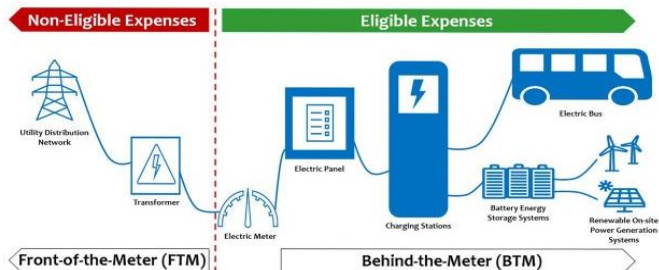 Non-Eligible Expenses
Eligible Expenses
Utility Distribution
Network
Transformer
Electric Meter
Electric Panel
Charging Stations
Electric Bus
Battery Energy
Storage Systems
Renewable On-site
Power Generation
Systems
Front-of-the-Meter (FTM)
Behind-the-Meter (BTM)